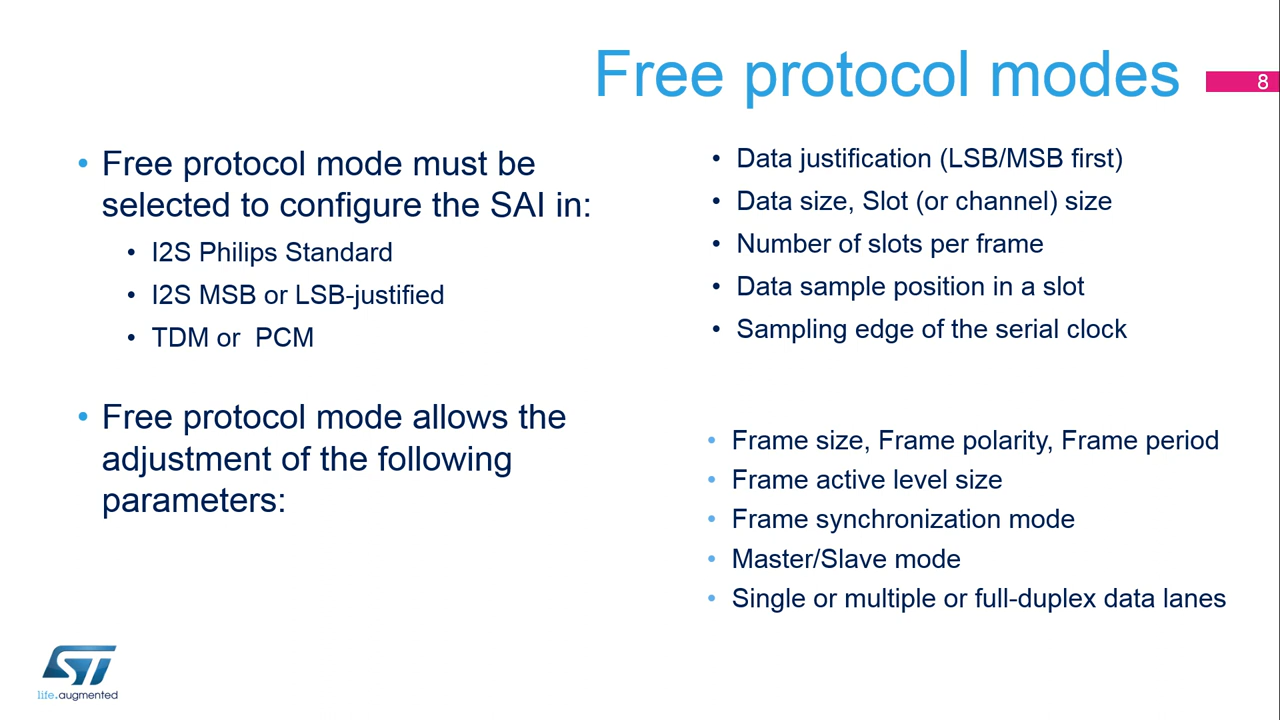 Free protocol modes
8
• Free protocol mode must be
selected to configure the SAI in:
• I2S Philips Standard
• I2S MSB or LSB-justified
• TDM or  PCM
• Free protocol mode allows the
adjustment of the following
parameters:
• Data justification (LSB/MSB first)
• Data size, Slot (or channel) size
• Number of slots per frame
• Data sample position in a slot
• Sampling edge of the serial clock
• Frame size, Frame polarity, Frame period
• Frame active level size
• Frame synchronization mode
• Master/Slave mode
• Single or multiple or full-duplex data lanes
ST
life.augmented